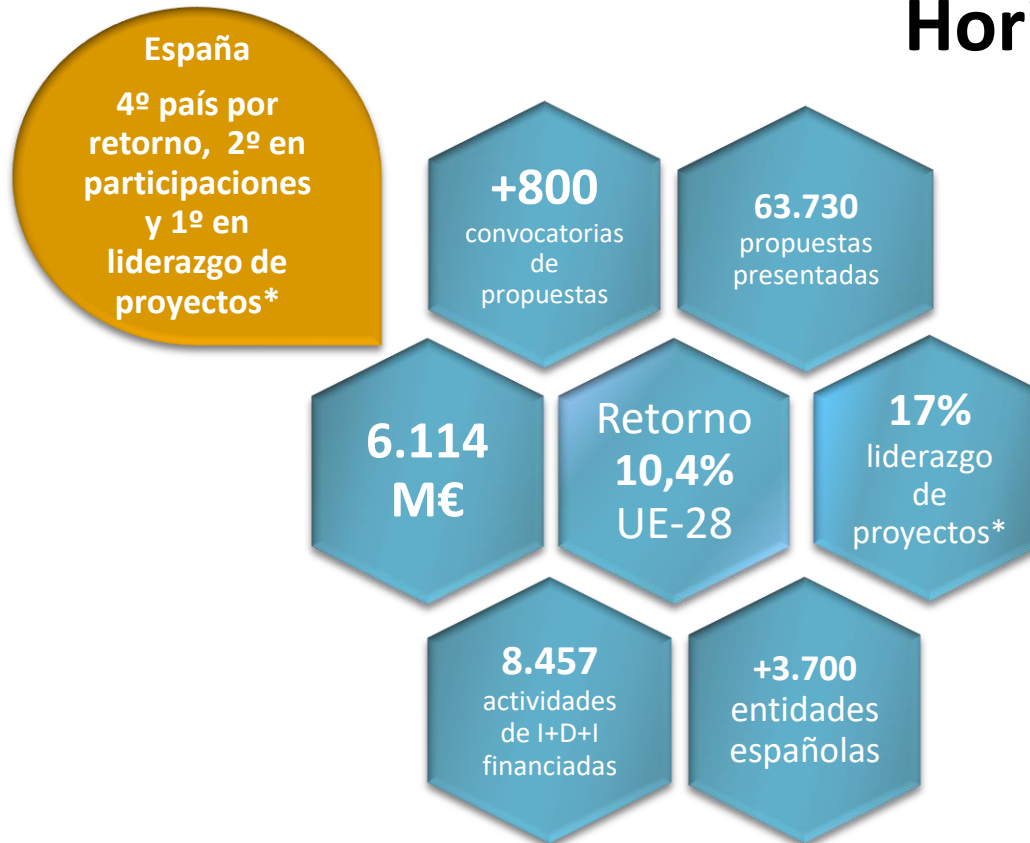 Hor
España
4º país por
retorno, 2º en
participaciones
y 1º en
liderazgo de
proyectos*
+800
convocatorias
de
propuestas
63.730
propuestas
presentadas
6.114
M€
Retorno
10,4%
UE-28
17%
liderazgo
de
proyectos*
8.457
actividades
de I+D+I
financiadas
+3.700
entidades
españolas